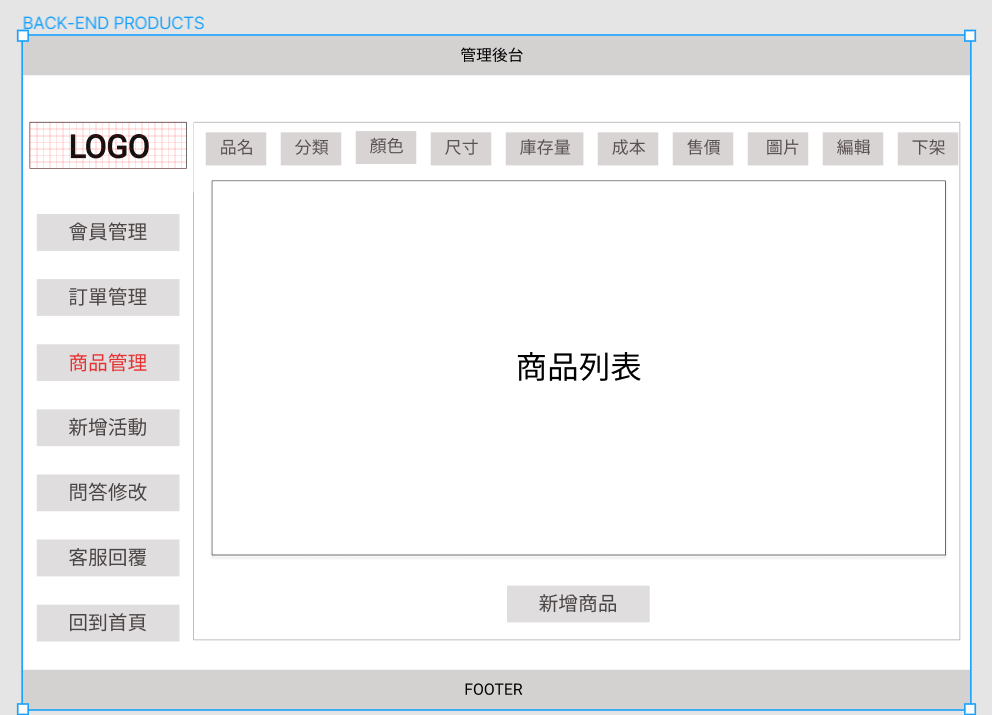 BACK-END PRODUCTS
管理後台
LOGO
品名 分類 顏色 尺寸 庫存量 成本 售價 圖片 編輯 下架
會員管理
訂單管理
商品管理
新增活動
問答修改
客服回覆
回到首頁
商品列表
新增商品
FOOTER